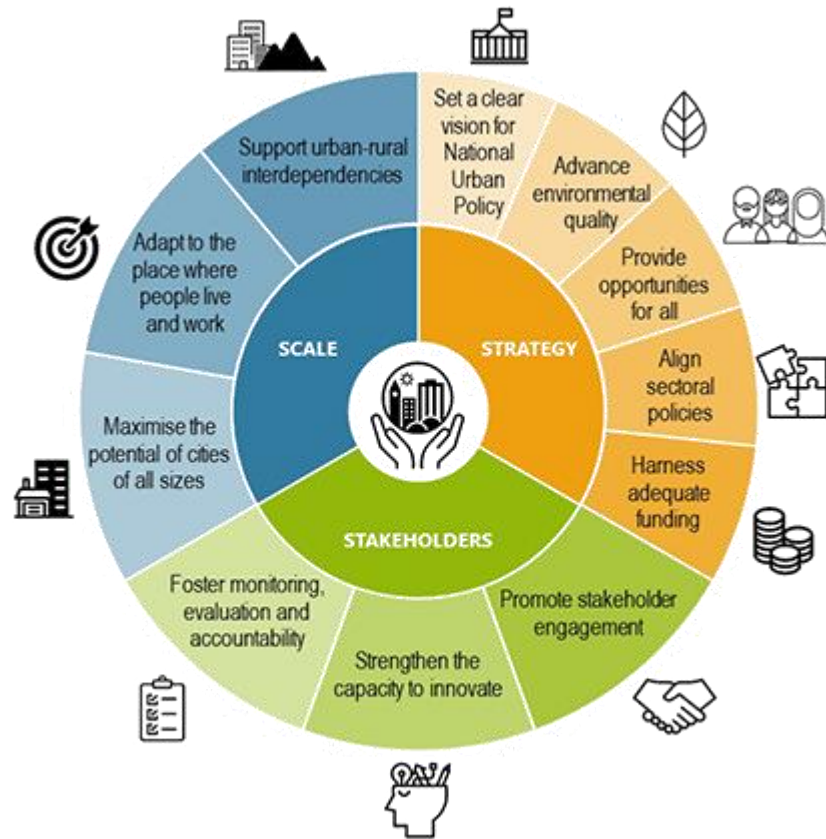 Support urban-rural
interdependencies
Set a clear
vision for
National
Urban
Policy
Advance
environmental
quality
Adapt to the
place where
people live
and work
Provide
opportunities
for all
SCALE
STRATEGY
Align
sectoral
policies
Maximise the
potential of cities
of all sizes
Harness
adequate
funding
STAKEHOLDERS
Foster monitoring,
evaluation and
accountability
Promote stakeholder
engagement
Strengthen the
capacity to innovate